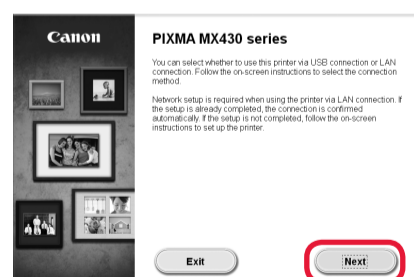 Canon
PIXMA MX430 series
You can select whether to use this printer via USB connection or LAN
connection. Follow the on-screen instructions to select the connection
method.
Network setup is required when using the printer via LAN connection. If
the setup is already completed, the connection is confirmed
automatically. If the setup is not completed, follow the on-screen
instructions to set up the printer.
Exit
Next